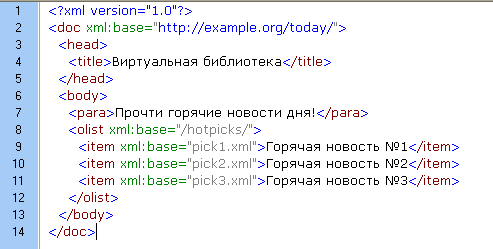 1 <?xml version="1.0"?>
2 <doc xml:base="http://example.org/today/">
3 <head>
4 <title>Виртуальная библиотека</title>
5 </head>
6 <body>
7 <para>Прочти горячие новости дня!</para>
8 <olist xml:base="/hotpicks/">
9 <item xml:base="pick1.xml">Горячая новость №1</item>
10 <item xml:base="pick2.xml">Горячая новость №2</item>
11 <item xml:base="pick3.xml">Горячая новость №3</item>
12 </olist>
13 </body>
14 </doc>